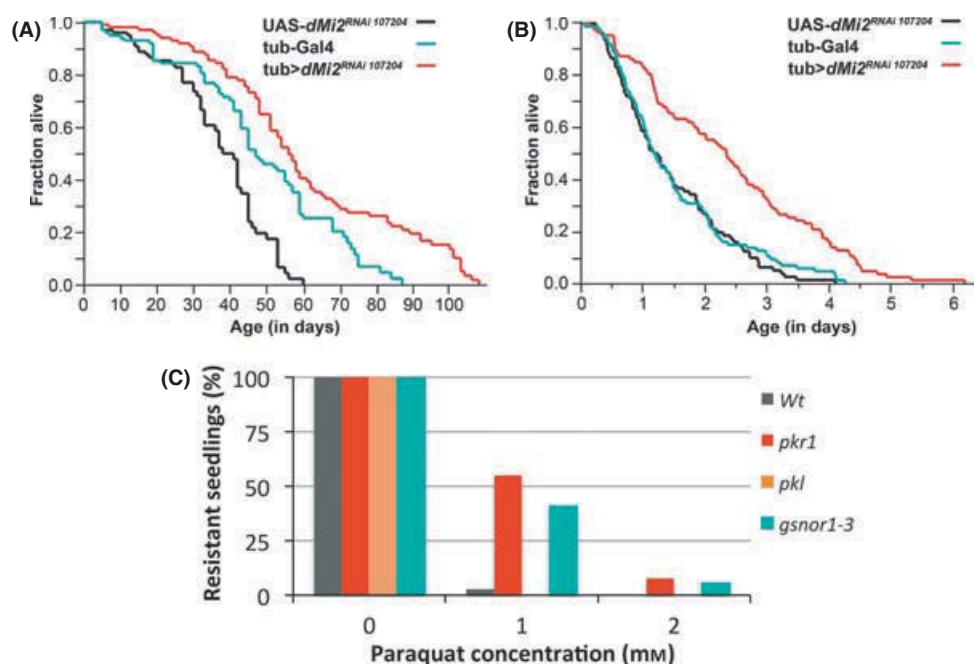 (A)
UAS-dMi2RNAi 107204
tub-Gal4
tub>dMi2RNAi 107204
Fraction alive
1.0
0.8
0.6
0.4
0.2
0.0
0 10 20 30 40 50 60 70 80 90 100
Age (in days)
(B)
UAS-dMi2RNAi 107204
tub-Gal4
tub>dMi2RNAi 107204
Fraction alive
1.0
0.8
0.6
0.4
0.2
0.0
0 1 2 3 4 5 6
Age (in days)
(C)
Resistant seedlings (%)
100
75
50
25
0
0 1 2
Paraquat concentration (mM)
Wt
pkr1
pkl
gsnor1-3